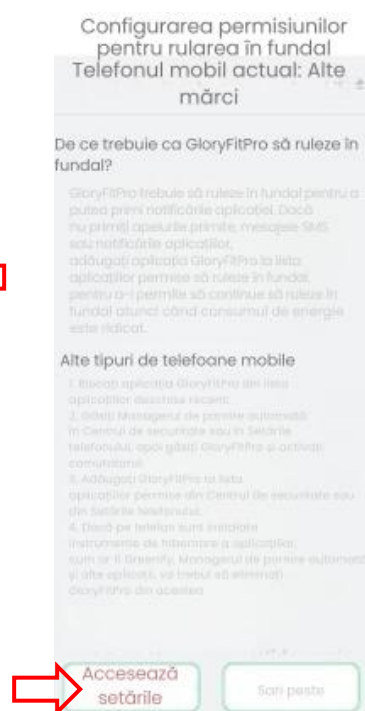 Configurarea permisiunilor
pentru rularea în fundal
Telefonul mobil actual: Alte
mărci
De ce trebuie ca GloryFitPro să ruleze în
fundal?
GloryFitPro trebuie să ruleze în fundal pentru a
putea primi notificările aplicației. Dacă
nu primiți apelurile primite, mesajele SMS
sau notificările aplicațiilor,
adăugați aplicația GloryFitPro la lista
aplicațiilor permise să ruleze în fundal,
pentru a-i permite să continue să ruleze în
fundal atunci când consumul de energie
este ridicat.
Alte tipuri de telefoane mobile
1. Blocați aplicația GloryFitPro din lista
aplicațiilor deschise recent.
2. Găsiți Managerul de pornire automată
în Centrul de securitate sau în Setările
telefonului, apoi găsiți GloryFitPro și activați
comutatorul.
3. Adăugați GloryFitPro la lista
aplicațiilor permise din Centrul de securitate sau
din Setările telefonului.
4. Dacă pe telefon sunt instalate
instrumente de hibernare a aplicațiilor,
cum ar fi Greenify, Managerul de pornire automată
și alte aplicații, va trebui să eliminați
GloryFitPro din acestea
Accesează
setările
Sari peste